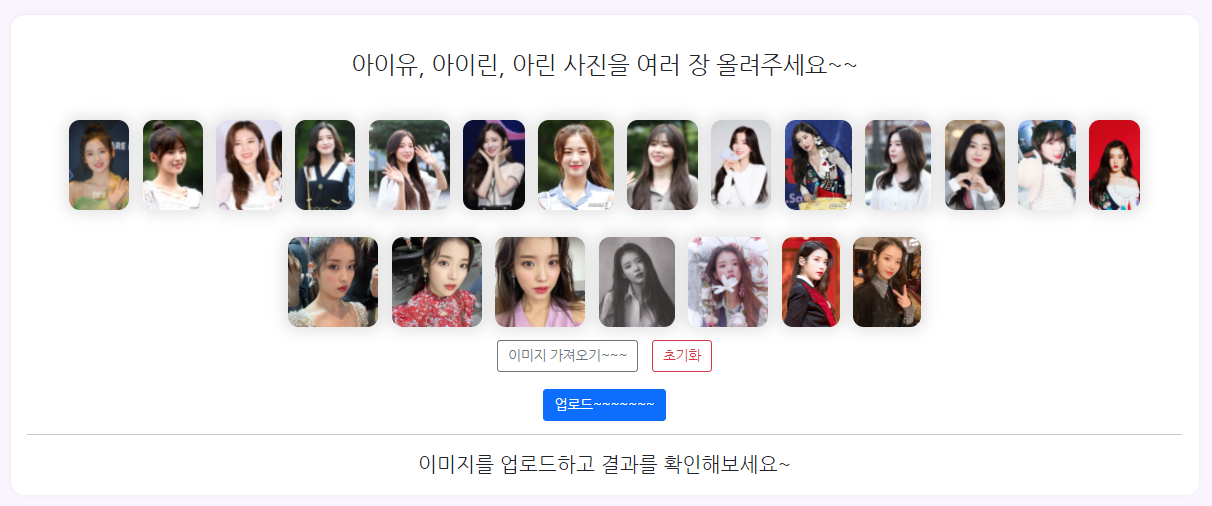 아이유, 아이린, 아린 사진을 여러 장 올려주세요~~
이미지 가져오기~~~ 초기화
업로드~~~~~~~
이미지를 업로드하고 결과를 확인해보세요~